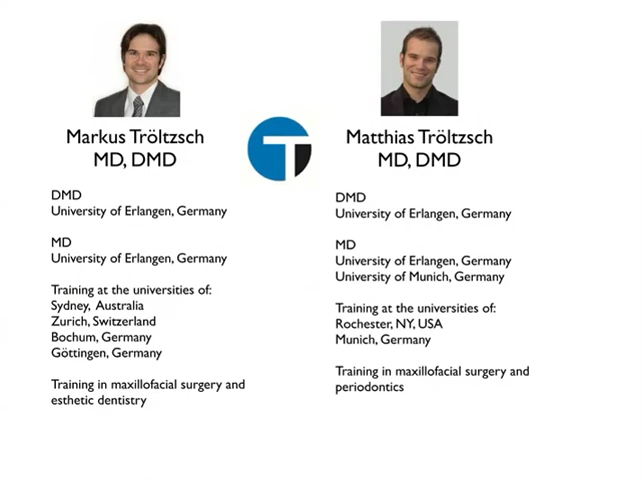 Markus Tröltzsch
MD, DMD
DMD
University of Erlangen, Germany
MD
University of Erlangen, Germany
Training at the universities of:
Sydney, Australia
Zurich, Switzerland
Bochum, Germany
Göttingen, Germany
Training in maxillofacial surgery and
esthetic dentistry
T
Matthias Tröltzsch
MD, DMD
DMD
University of Erlangen, Germany
MD
University of Erlangen, Germany
University of Munich, Germany
Training at the universities of:
Rochester, NY, USA
Munich, Germany
Training in maxillofacial surgery and
periodontics